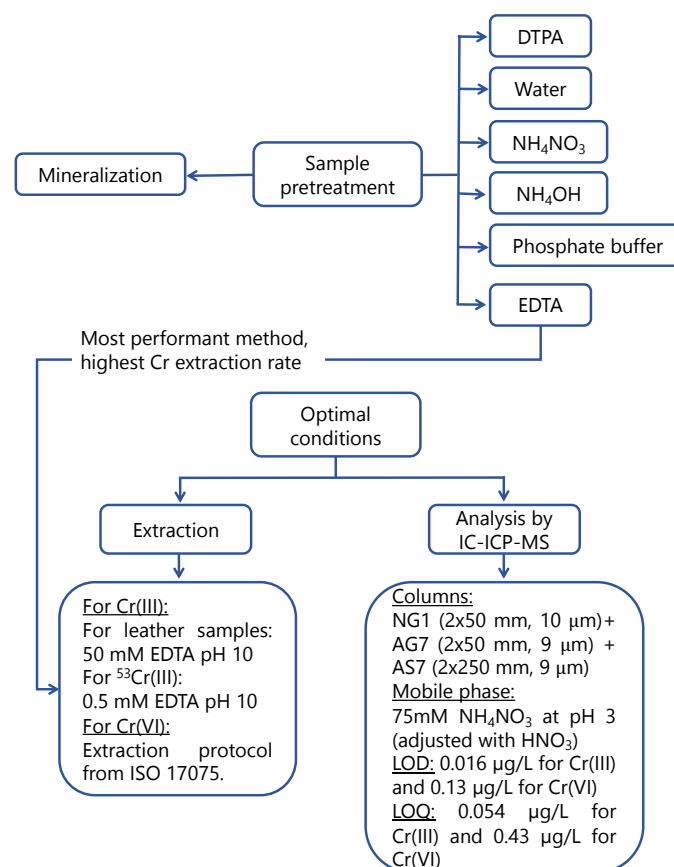 DTPA
Water
NH₄NO₃
Mineralization
Sample
pretreatment
NH₄OH
Phosphate buffer
EDTA
Most performant method,
highest Cr extraction rate
Optimal
conditions
Extraction
Analysis by
IC-ICP-MS
For Cr(III):
For leather samples:
50 mM EDTA pH 10
For ⁵³Cr(III):
0.5 mM EDTA pH 10
For Cr(VI):
Extraction protocol
from ISO 17075.
Columns:
NG1 (2x50 mm, 10 µm)+
AG7 (2x50 mm, 9 µm) +
AS7 (2x250 mm, 9 µm)
Mobile phase:
75mM NH₄NO₃ at pH 3
(adjusted with HNO₃)
LOD: 0.016 µg/L for Cr(III)
and 0.13 µg/L for Cr(VI)
LOQ: 0.054 µg/L for
Cr(III) and 0.43 µg/L for
Cr(VI)